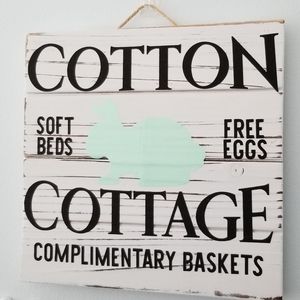 COTTON
SOFT
BEDS
FREE
EGGS
COTTAGE
COMPLIMENTARY BASKETS